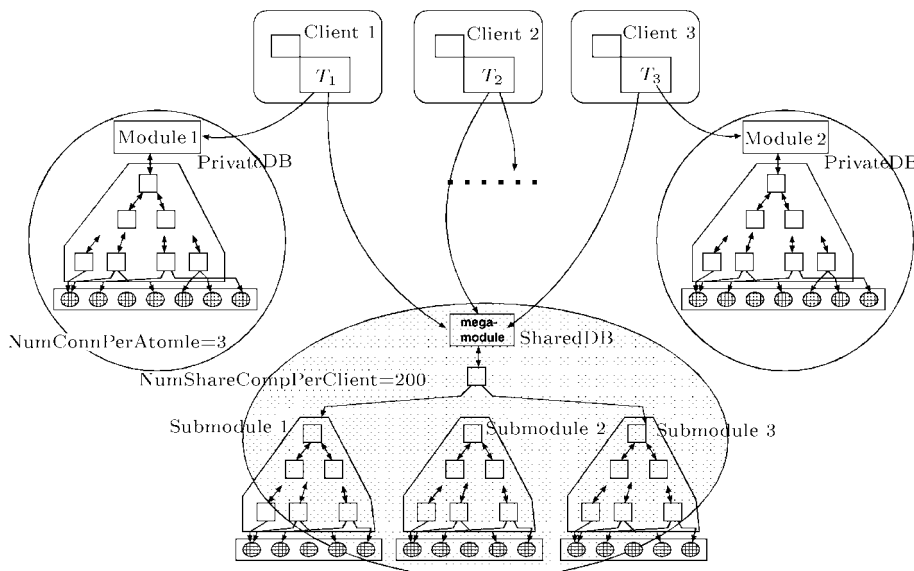 Client 1
Client 2
Client 3
T1
T2
T3
Module 1
Module 2
PrivateDB
PrivateDB
mega-
module
SharedDB
NumConnPerAtomle=3
NumShareCompPerClient=200
Submodule 1
Submodule 2
Submodule 3